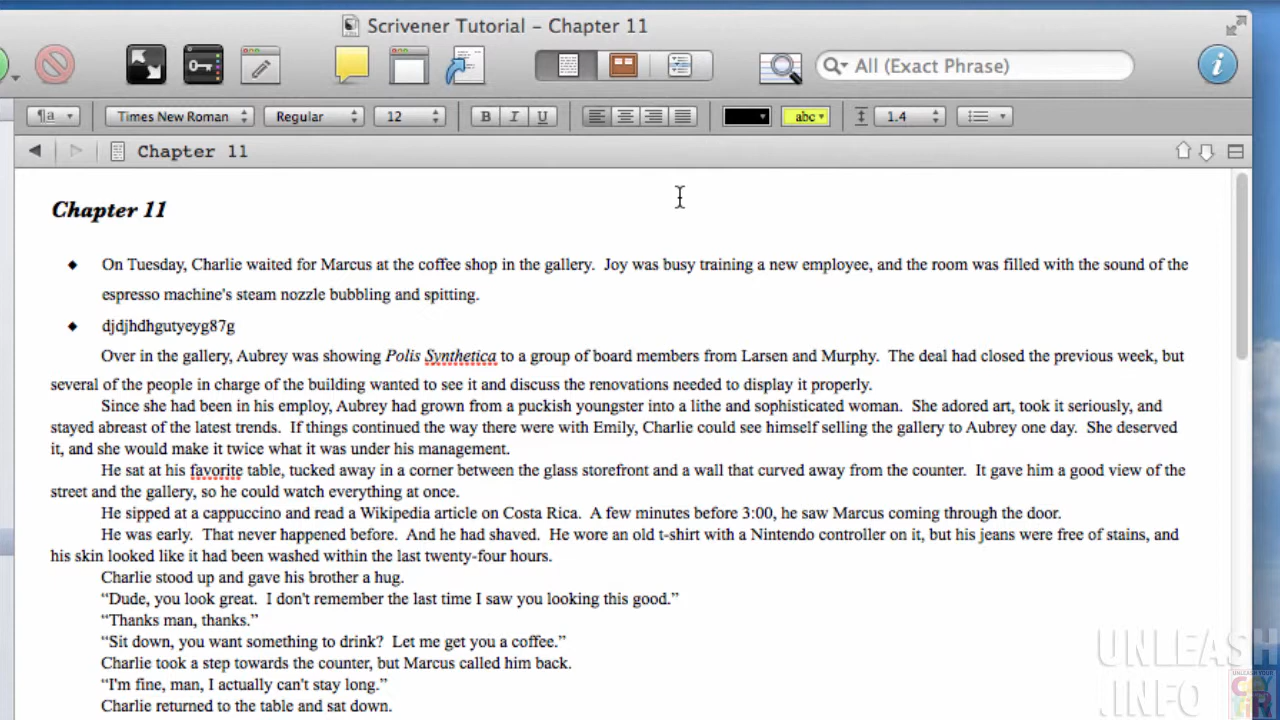 Scrivener Tutorial – Chapter 11
All (Exact Phrase)
¶a Times New Roman Regular 12 B I U abc 1.4
Chapter 11
Chapter 11
◆ On Tuesday, Charlie waited for Marcus at the coffee shop in the gallery.  Joy was busy training a new employee, and the room was filled with the sound of the
espresso machine's steam nozzle bubbling and spitting.
◆ djdjhdhgutyeyg87g
Over in the gallery, Aubrey was showing Polis Synthetica to a group of board members from Larsen and Murphy.  The deal had closed the previous week, but
several of the people in charge of the building wanted to see it and discuss the renovations needed to display it properly.
Since she had been in his employ, Aubrey had grown from a puckish youngster into a lithe and sophisticated woman.  She adored art, took it seriously, and
stayed abreast of the latest trends.  If things continued the way there were with Emily, Charlie could see himself selling the gallery to Aubrey one day.  She deserved
it, and she would make it twice what it was under his management.
He sat at his favorite table, tucked away in a corner between the glass storefront and a wall that curved away from the counter.  It gave him a good view of the
street and the gallery, so he could watch everything at once.
He sipped at a cappuccino and read a Wikipedia article on Costa Rica.  A few minutes before 3:00, he saw Marcus coming through the door.
He was early.  That never happened before.  And he had shaved.  He wore an old t-shirt with a Nintendo controller on it, but his jeans were free of stains, and
his skin looked like it had been washed within the last twenty-four hours.
Charlie stood up and gave his brother a hug.
“Dude, you look great.  I don't remember the last time I saw you looking this good.”
“Thanks man, thanks.”
“Sit down, you want something to drink?  Let me get you a coffee.”
Charlie took a step towards the counter, but Marcus called him back.
“I'm fine, man, I actually can't stay long.”
Charlie returned to the table and sat down.
UNLEASH
.INFO